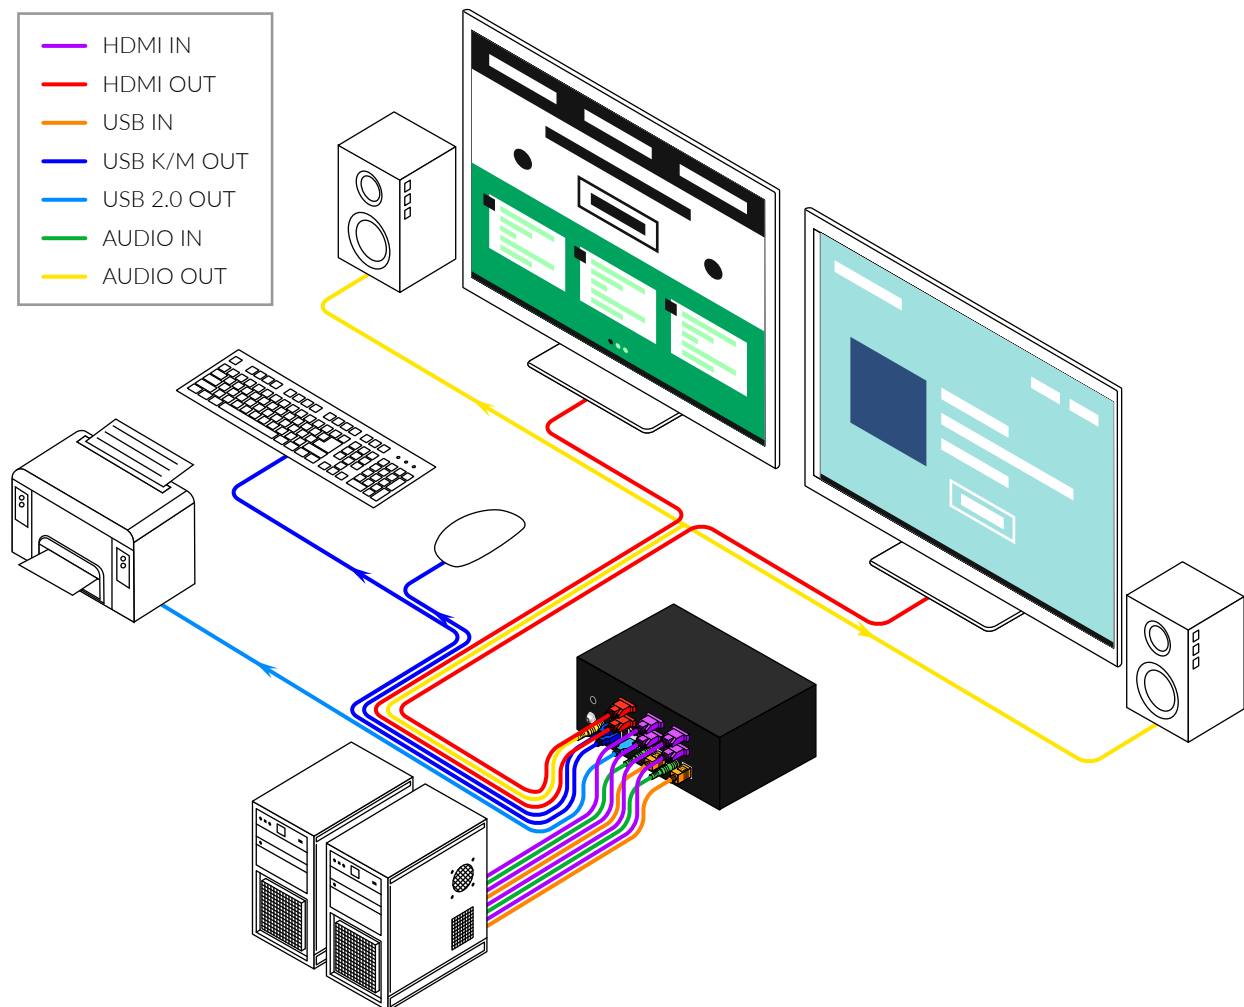 HDMI IN
HDMI OUT
USB IN
USB K/M OUT
USB 2.0 OUT
AUDIO IN
AUDIO OUT